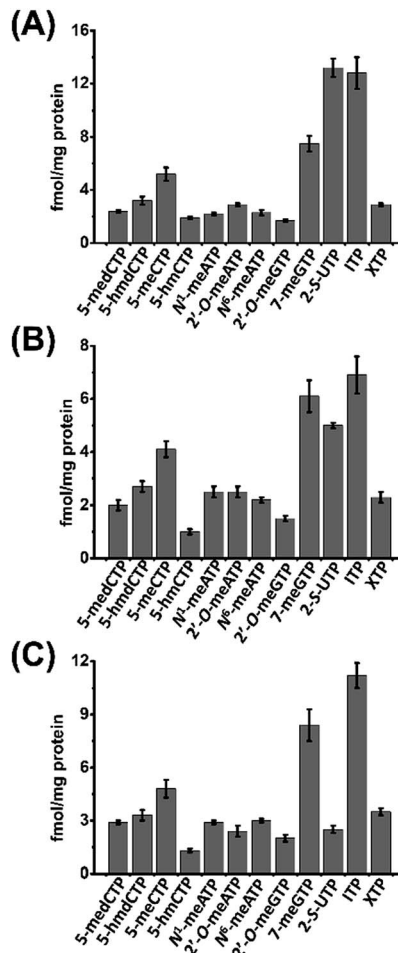 (A)
fmol/mg protein
16
12
8
4
0
5-medCTP
5-hmdCTP
5-meCTP
5-hmCTP
N¹-meATP
2'-O-meATP
N⁶-meATP
2'-O-meGTP
7-meGTP
2-S-UTP
ITP
XTP
(B)
fmol/mg protein
8
6
4
2
0
5-medCTP
5-hmdCTP
5-meCTP
5-hmCTP
N¹-meATP
2'-O-meATP
N⁶-meATP
2'-O-meGTP
7-meGTP
2-S-UTP
ITP
XTP
(C)
fmol/mg protein
12
9
6
3
0
5-medCTP
5-hmdCTP
5-meCTP
5-hmCTP
N¹-meATP
2'-O-meATP
N⁶-meATP
2'-O-meGTP
7-meGTP
2-S-UTP
ITP
XTP